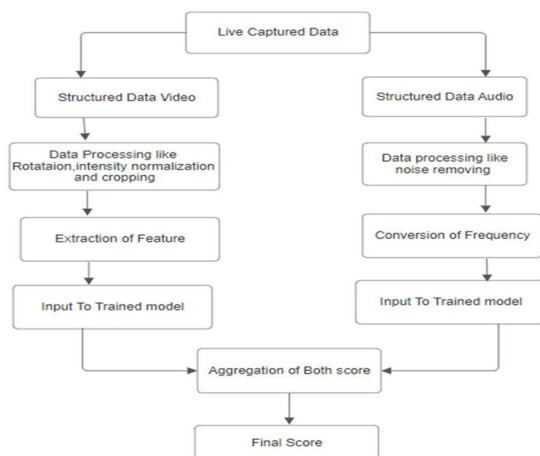 Live Captured Data
Structured Data Video
Structured Data Audio
Data Processing like
Rotataion,intensity normalization
and cropping
Data processing like
noise removing
Extraction of Feature
Conversion of Frequency
Input To Trained model
Input To Trained model
Aggregation of Both score
Final Score